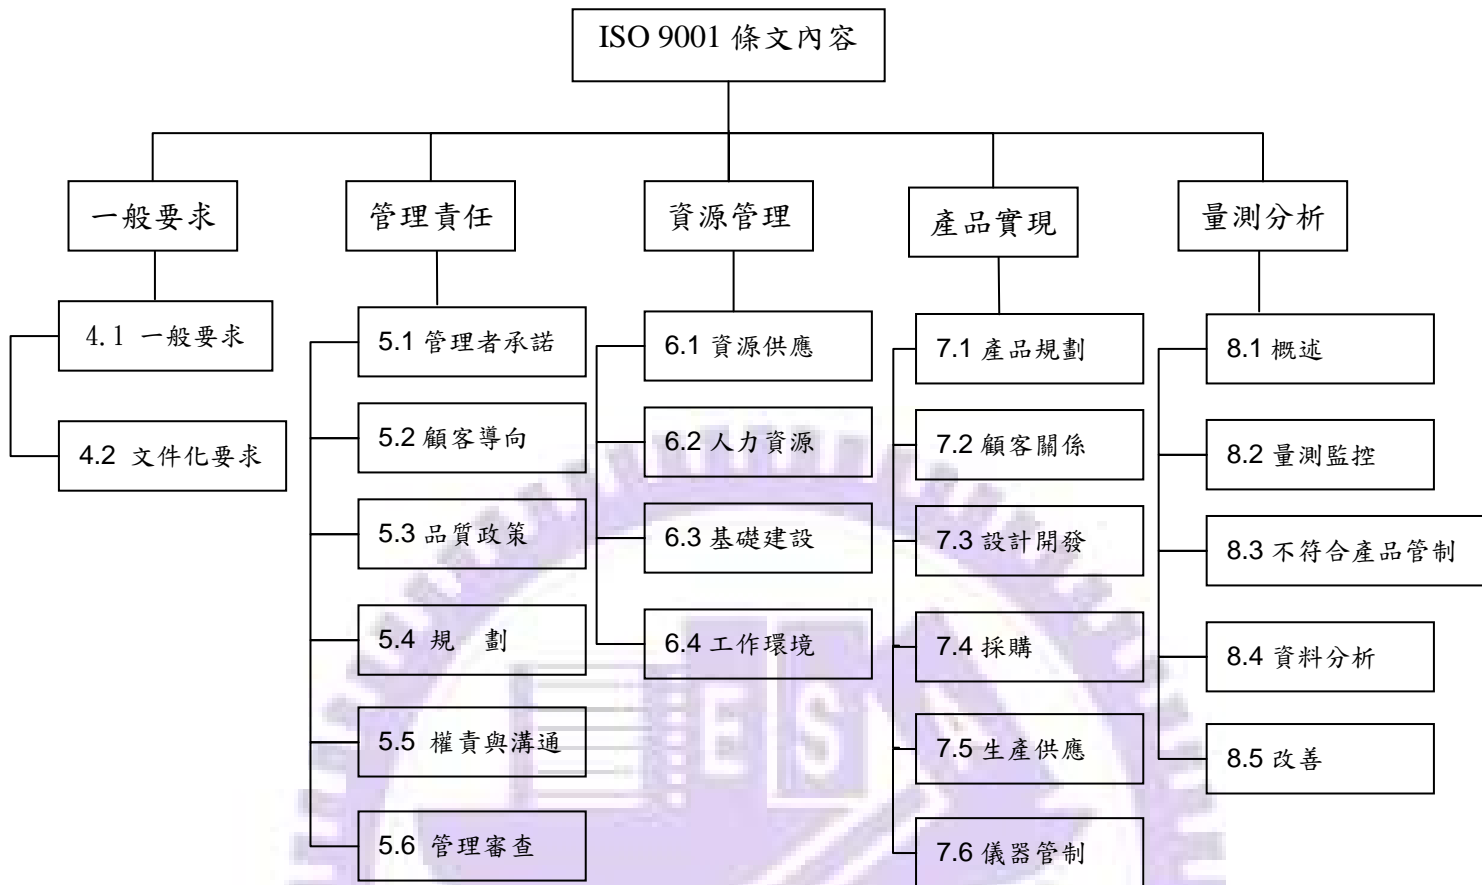 ISO 9001 條文內容
一般要求
管理責任
資源管理
產品實現
量測分析
4.1 一般要求
4.2 文件化要求
5.1 管理者承諾
5.2 顧客導向
5.3 品質政策
5.4 規 劃
5.5 權責與溝通
5.6 管理審查
6.1 資源供應
6.2 人力資源
6.3 基礎建設
6.4 工作環境
7.1 產品規劃
7.2 顧客關係
7.3 設計開發
7.4 採購
7.5 生產供應
7.6 儀器管制
8.1 概述
8.2 量測監控
8.3 不符合產品管制
8.4 資料分析
8.5 改善
ES